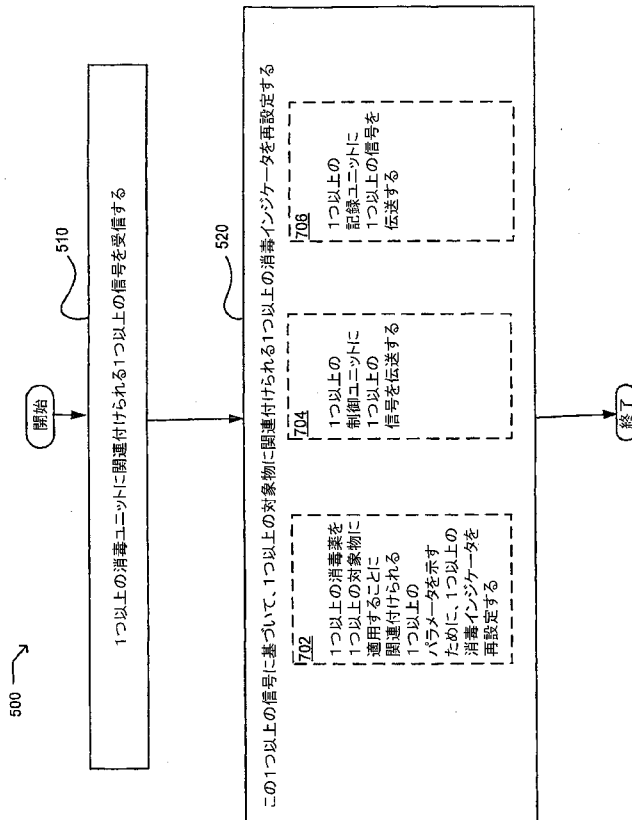 500
開始
510
1つ以上の消毒ユニットに関連付けられる1つ以上の信号を受信する
520
この1つ以上の信号に基づいて、1つ以上の対象物に関連付けられる1つ以上の消毒インジケータを再設定する
702
1つ以上の消毒薬を
1つ以上の対象物に
適用することに
関連付けられる
1つ以上の
パラメータを示す
ために、1つ以上の
消毒インジケータを
再設定する
704
1つ以上の
制御ユニットに
1つ以上の
信号を伝送する
706
1つ以上の
記録ユニットに
1つ以上の信号を
伝送する
終了